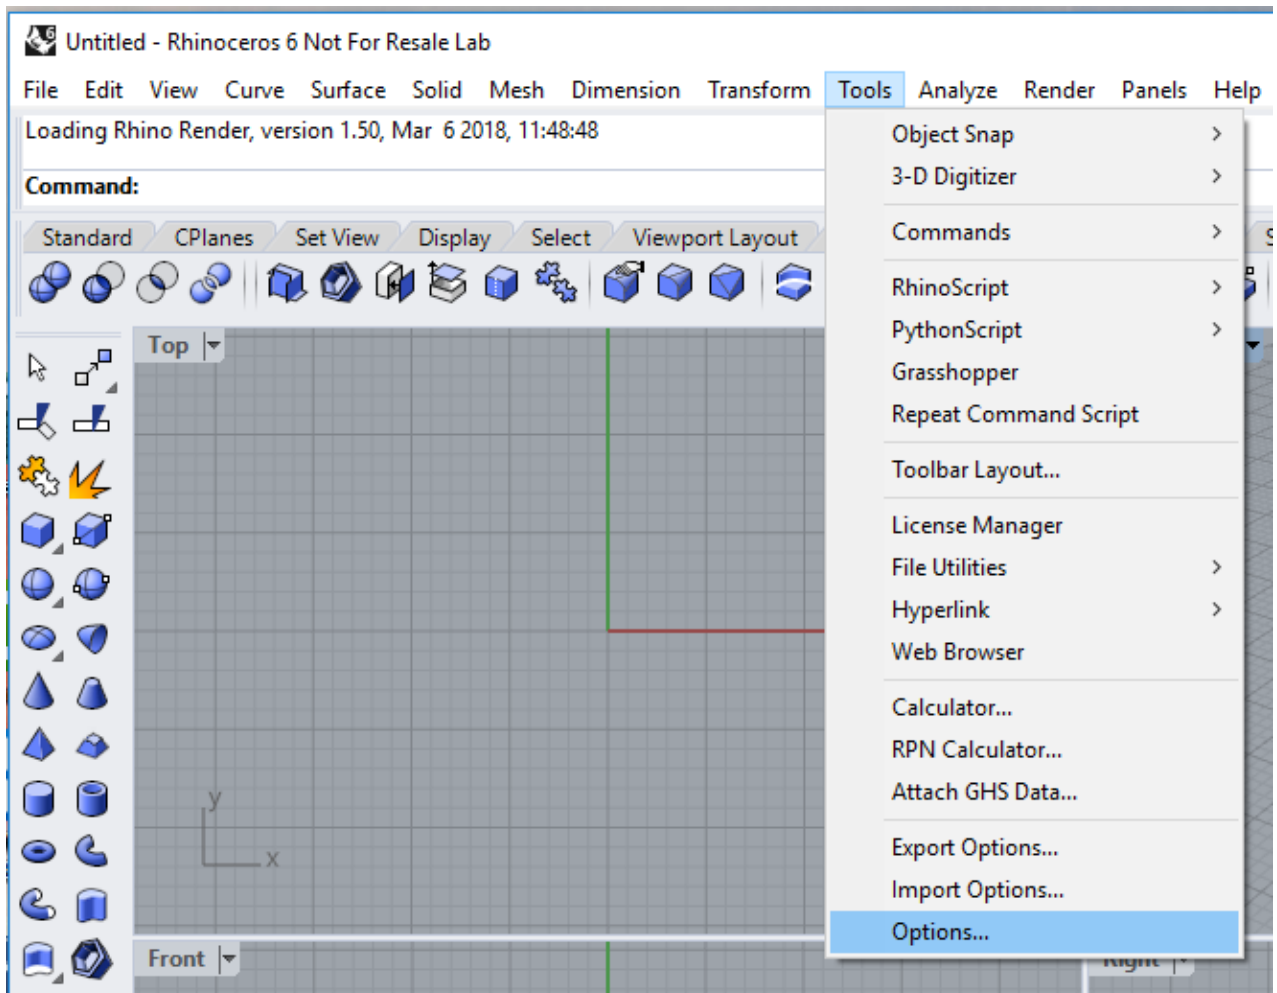 Untitled - Rhinoceros 6 Not For Resale Lab
File Edit View Curve Surface Solid Mesh Dimension Transform Tools Analyze Render Panels Help
Loading Rhino Render, version 1.50, Mar 6 2018, 11:48:48
Command:
Standard CPlanes Set View Display Select Viewport Layout
Object Snap
3-D Digitizer
Commands
RhinoScript
PythonScript
Grasshopper
Repeat Command Script
Toolbar Layout...
License Manager
File Utilities
Hyperlink
Web Browser
Calculator...
RPN Calculator...
Attach GHS Data...
Export Options...
Import Options...
Options...
Top
y
x
Front
Right